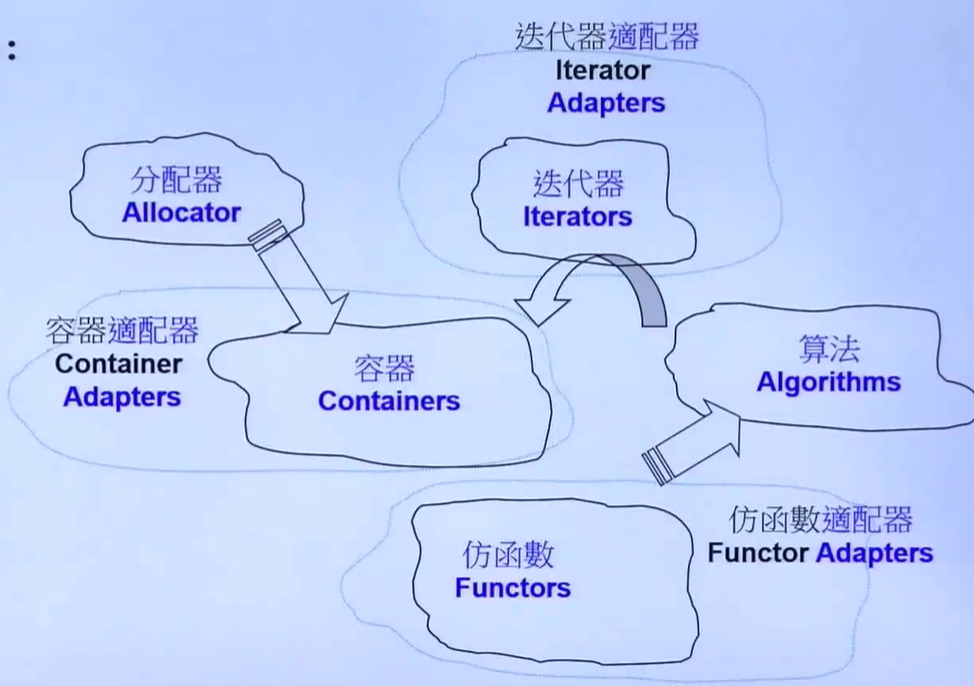 :
迭代器適配器
Iterator
Adapters
分配器
Allocator
迭代器
Iterators
容器適配器
Container
Adapters
容器
Containers
算法
Algorithms
仿函數
Functors
仿函數適配器
Functor Adapters